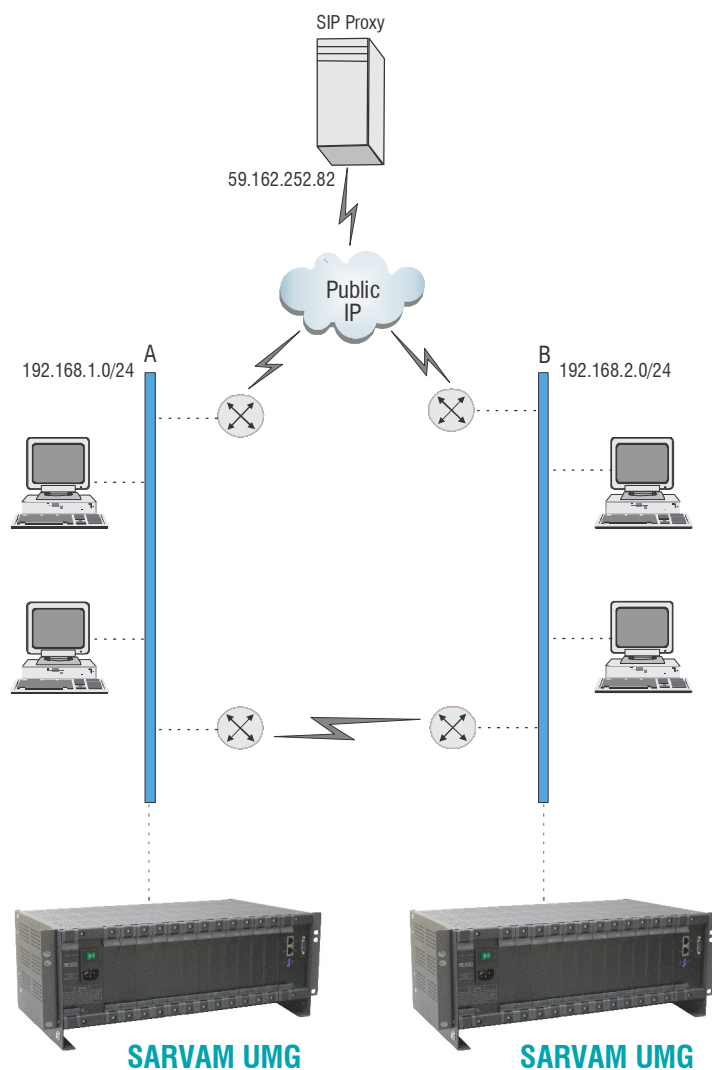 SIP Proxy
59.162.252.82
Public
IP
A
192.168.1.0/24
B
192.168.2.0/24
SARVAM UMG
SARVAM UMG